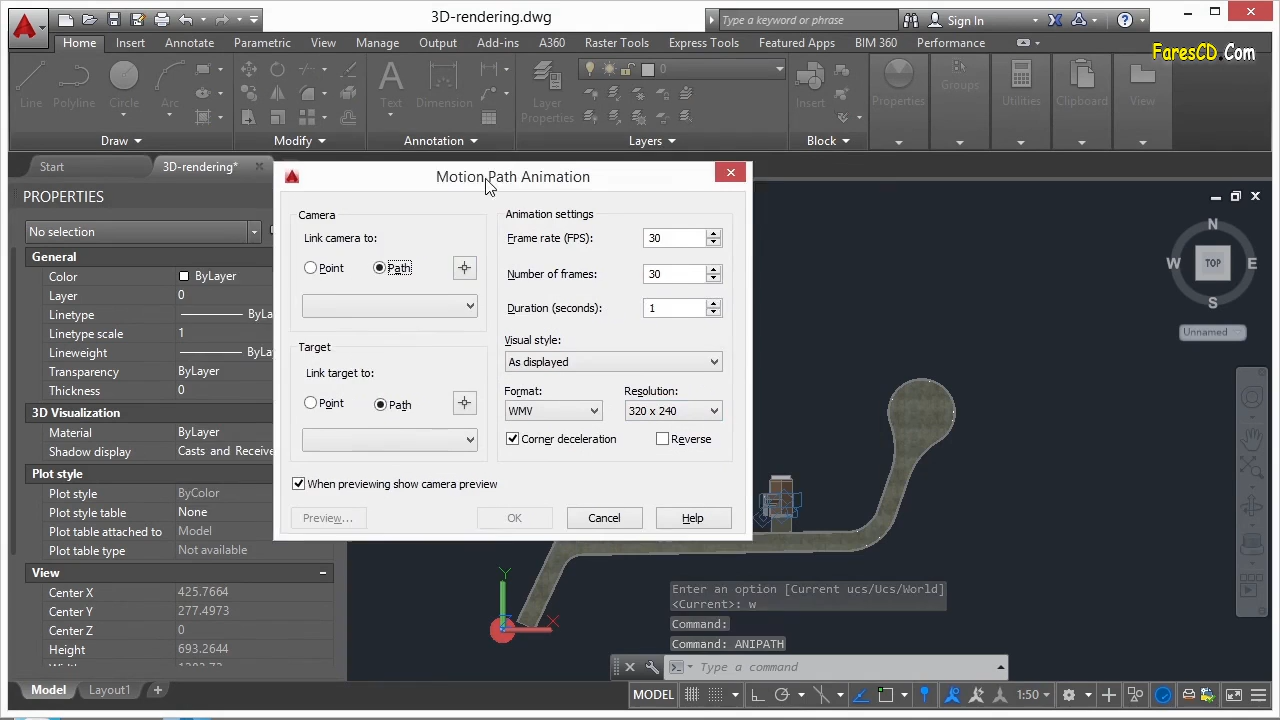 3D-rendering.dwg
Type a keyword or phrase
Sign In
FaresCD.Com
Home Insert Annotate Parametric View Manage Output Add-ins A360 Raster Tools Express Tools Featured Apps BIM 360 Performance
Line Polyline Circle Arc
Text Dimension
Layer Properties
0
Insert
Properties
Groups
Utilities
Clipboard
View
Draw Modify Annotation Layers Block
Start 3D-rendering*
PROPERTIES
No selection
General
Color ByLayer
Layer 0
Linetype ByLa
Linetype scale 1
Lineweight ByLay
Transparency ByLayer
Thickness 0
3D Visualization
Material ByLayer
Shadow display Casts and Receive
Plot style
Plot style ByColor
Plot style table None
Plot table attached to Model
Plot table type Not available
View
Center X 425.7664
Center Y 277.4973
Center Z 0
Height 693.2644
Motion Path Animation
Camera
Link camera to:
Point Path
Target
Link target to:
Point Path
When previewing show camera preview
Preview...
Animation settings
Frame rate (FPS): 30
Number of frames: 30
Duration (seconds): 1
Visual style:
As displayed
Format: Resolution:
WMV 320 x 240
Corner deceleration Reverse
OK Cancel Help
N
W TOP E
S
Unnamed
Y
X
Enter an option [Current ucs/Ucs/World]
<Current>: w
Command:
Command: ANIPATH
Type a command
Model Layout1 +
MODEL 1:50